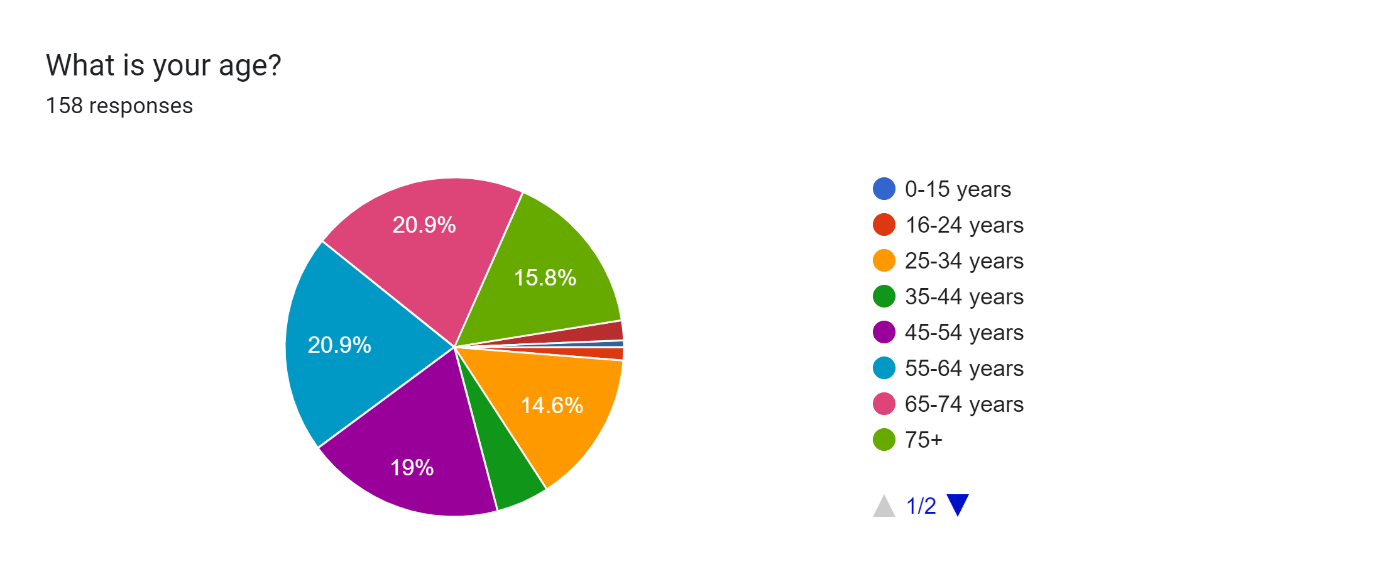 What is your age?
158 responses
20.9%
15.8%
20.9%
14.6%
19%
0-15 years
16-24 years
25-34 years
35-44 years
45-54 years
55-64 years
65-74 years
75+
1/2